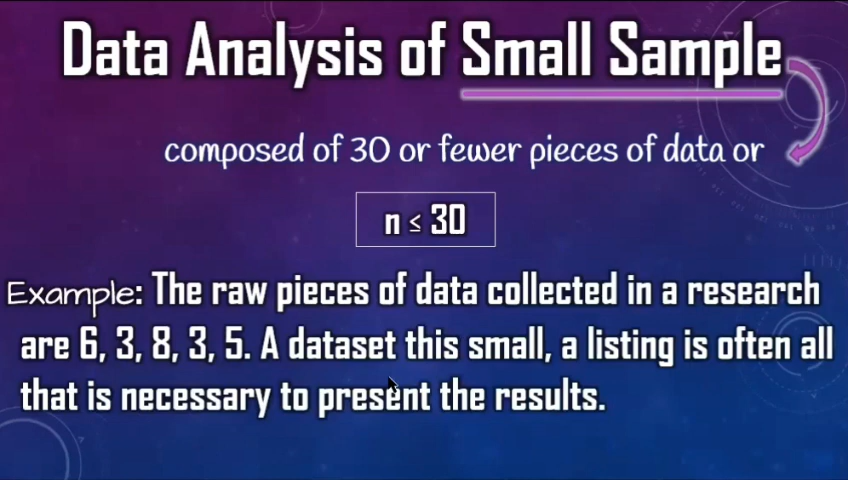 Data Analysis of Small Sample
composed of 30 or fewer pieces of data or
n ≤ 30
Example: The raw pieces of data collected in a research
are 6, 3, 8, 3, 5. A dataset this small, a listing is often all
that is necessary to present the results.